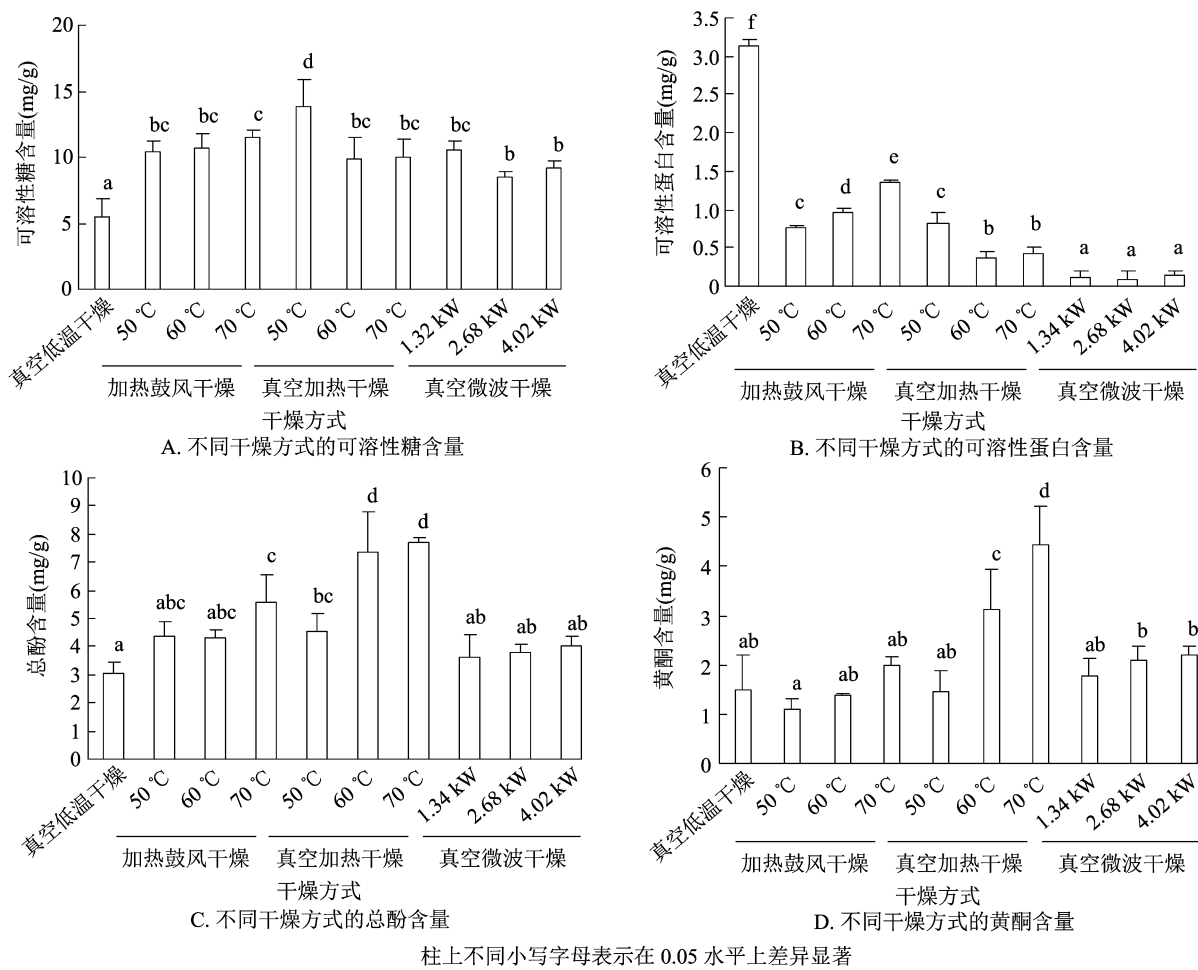 可溶性糖含量(mg/g)
20
15
10
5
0
a
bc
bc
c
d
bc
bc
bc
b
b
真空低温干燥
50 ℃
60 ℃
70 ℃
50 ℃
60 ℃
70 ℃
1.32 kW
2.68 kW
4.02 kW
加热鼓风干燥
真空加热干燥
真空微波干燥
干燥方式
A. 不同干燥方式的可溶性糖含量
可溶性蛋白含量(mg/g)
3.5
3.0
2.5
2.0
1.5
1.0
0.5
0
f
c
d
e
c
b
b
a
a
a
真空低温干燥
50 ℃
60 ℃
70 ℃
50 ℃
60 ℃
70 ℃
1.34 kW
2.68 kW
4.02 kW
加热鼓风干燥
真空加热干燥
真空微波干燥
干燥方式
B. 不同干燥方式的可溶性蛋白含量
总酚含量(mg/g)
10
9
8
7
6
5
4
3
2
1
0
a
abc
abc
c
bc
d
d
ab
ab
ab
真空低温干燥
50 ℃
60 ℃
70 ℃
50 ℃
60 ℃
70 ℃
1.34 kW
2.68 kW
4.02 kW
加热鼓风干燥
真空加热干燥
真空微波干燥
干燥方式
C. 不同干燥方式的总酚含量
黄酮含量(mg/g)
6
5
4
3
2
1
0
ab
a
ab
ab
ab
c
d
ab
b
b
真空低温干燥
50 ℃
60 ℃
70 ℃
50 ℃
60 ℃
70 ℃
1.34 kW
2.68 kW
4.02 kW
加热鼓风干燥
真空加热干燥
真空微波干燥
干燥方式
D. 不同干燥方式的黄酮含量
柱上不同小写字母表示在 0.05 水平上差异显著